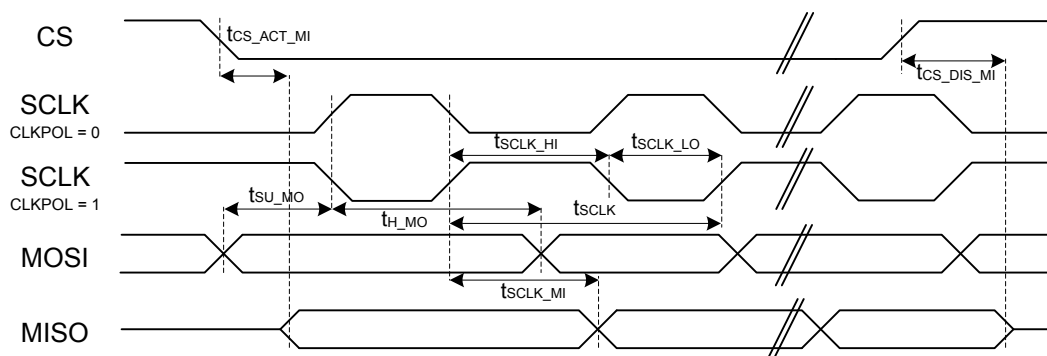 CS
tCS_ACT_MI
tCS_DIS_MI
SCLK
CLKPOL = 0
tSCLK_HI
tSCLK_LO
SCLK
CLKPOL = 1
tSU_MO
tH_MO
tSCLK
MOSI
tSCLK_MI
MISO